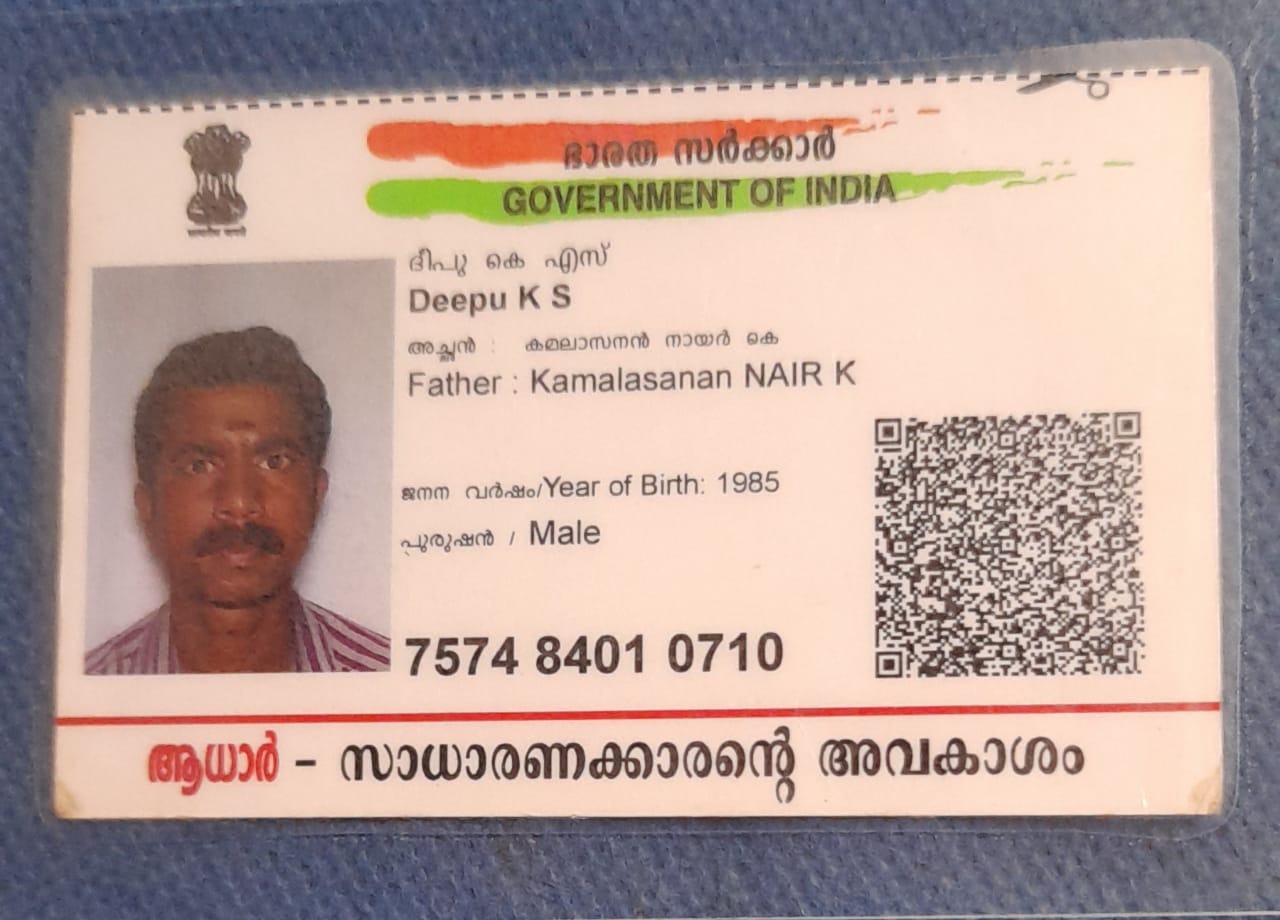 ഭാരത സർക്കാർ
GOVERNMENT OF INDIA
ദീപു കെ എസ്
Deepu K S
അച്ഛൻ : കമലാസനൻ നായർ കെ
Father : Kamalasanan NAIR K
ജനന വർഷം/Year of Birth: 1985
പുരുഷൻ / Male
7574 8401 0710
ആധാർ - സാധാരണക്കാരന്റെ അവകാശം